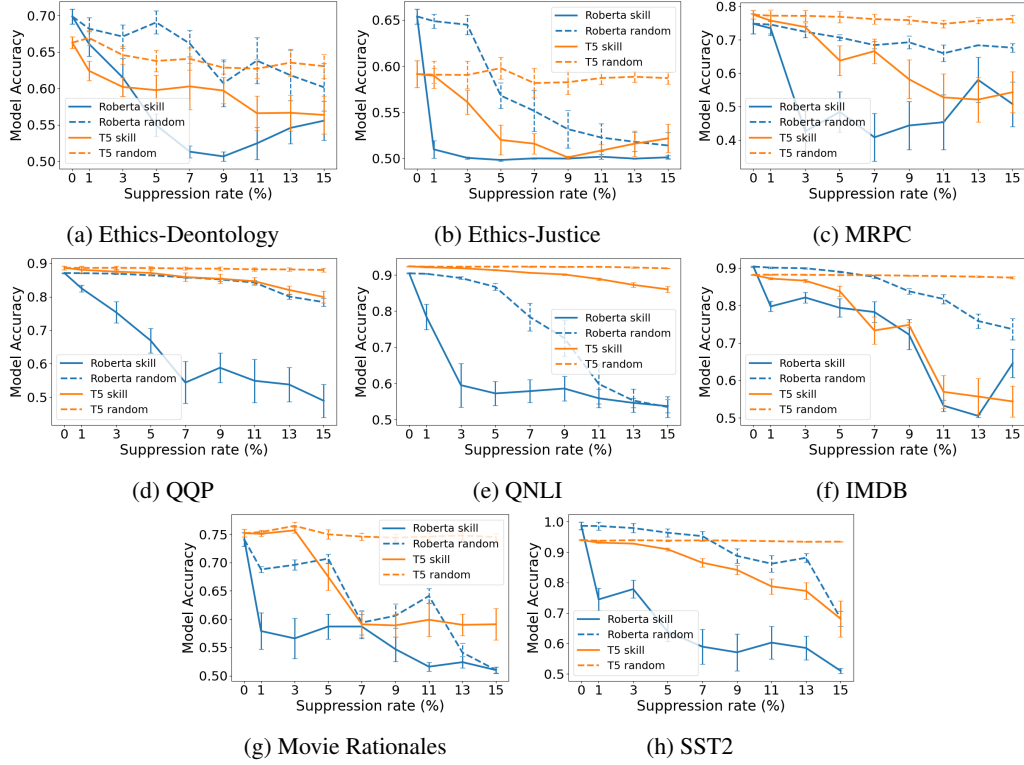 Model Accuracy
0.70
0.65
0.60
0.55
0.50
Roberta skill
Roberta random
T5 skill
T5 random
0 1 3 5 7 9 11 13 15
Suppression rate (%)
(a) Ethics-Deontology
Model Accuracy
0.65
0.60
0.55
0.50
Roberta skill
Roberta random
T5 skill
T5 random
0 1 3 5 7 9 11 13 15
Suppression rate (%)
(b) Ethics-Justice
Model Accuracy
0.8
0.7
0.6
0.5
0.4
Roberta skill
Roberta random
T5 skill
T5 random
0 1 3 5 7 9 11 13 15
Suppression rate (%)
(c) MRPC
Model Accuracy
0.9
0.8
0.7
0.6
0.5
Roberta skill
Roberta random
T5 skill
T5 random
0 1 3 5 7 9 11 13 15
Suppression rate (%)
(d) QQP
Model Accuracy
0.9
0.8
0.7
0.6
0.5
Roberta skill
Roberta random
T5 skill
T5 random
0 1 3 5 7 9 11 13 15
Suppression rate (%)
(e) QNLI
Model Accuracy
0.9
0.8
0.7
0.6
0.5
Roberta skill
Roberta random
T5 skill
T5 random
0 1 3 5 7 9 11 13 15
Suppression rate (%)
(f) IMDB
Model Accuracy
0.75
0.70
0.65
0.60
0.55
0.50
Roberta skill
Roberta random
T5 skill
T5 random
0 1 3 5 7 9 11 13 15
Suppression rate (%)
(g) Movie Rationales
Model Accuracy
1.0
0.9
0.8
0.7
0.6
0.5
Roberta skill
Roberta random
T5 skill
T5 random
0 1 3 5 7 9 11 13 15
Suppression rate (%)
(h) SST2